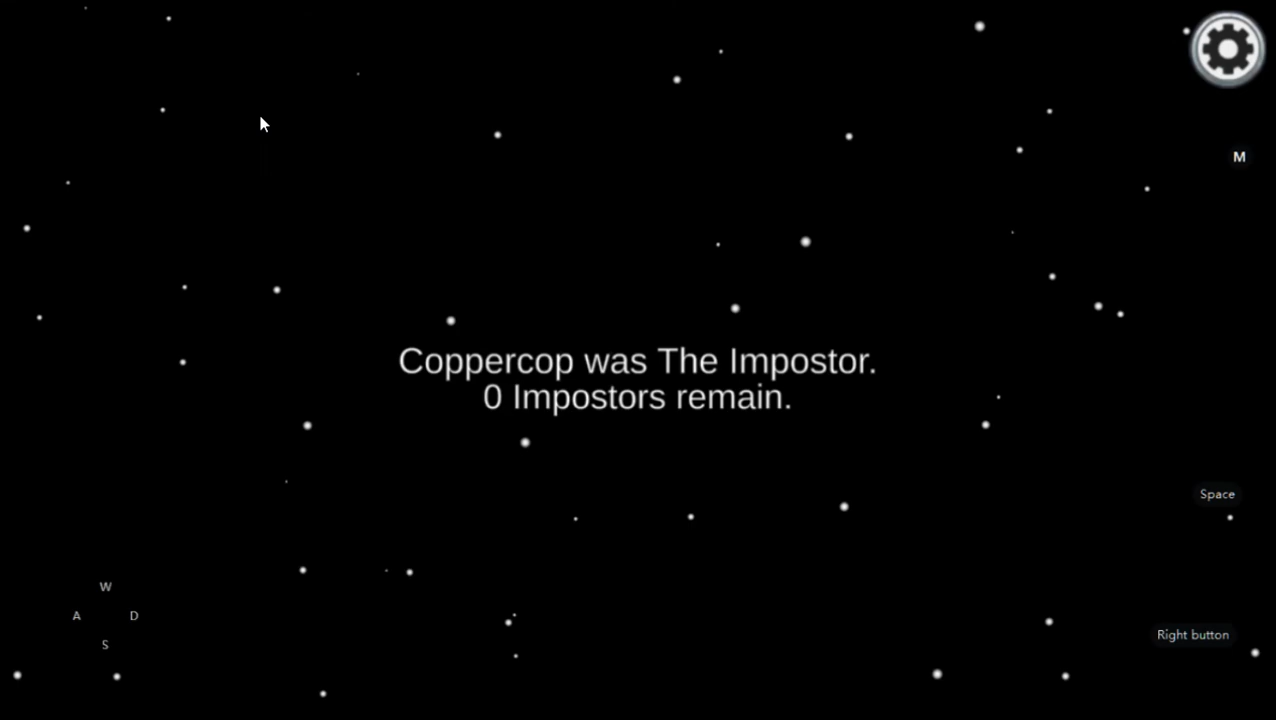 M
Coppercop was The Impostor.
0 Impostors remain.
Space
W
A D
S
Right button